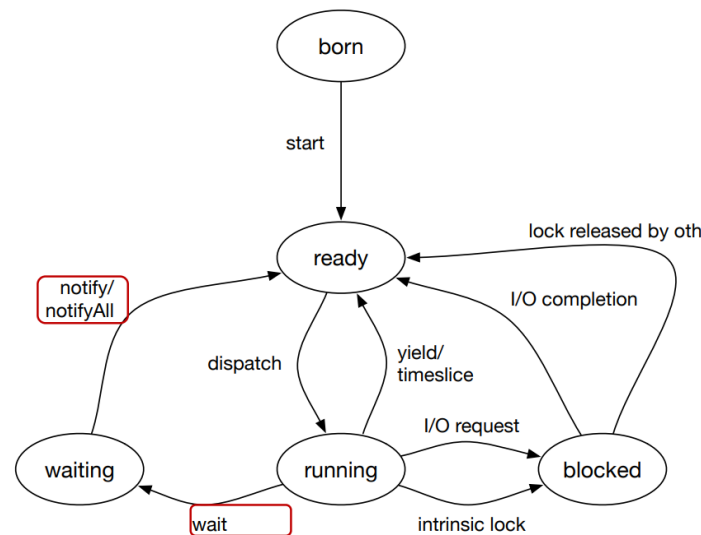 born
start
lock released by oth
ready
notify/
notifyAll
I/O completion
dispatch
yield/
timeslice
I/O request
waiting
running
blocked
wait
intrinsic lock